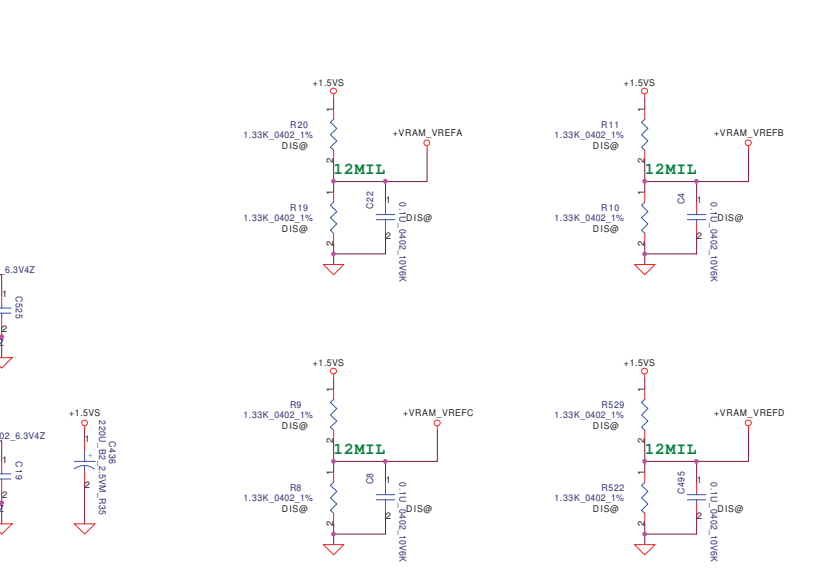 +1.5VS
1
R20
1.33K_0402_1%
DIS@
2
+VRAM_VREFA
12MIL
1
R19
1.33K_0402_1%
DIS@
2
C22
1
2
0.1U_0402_10V6K
DIS@
+1.5VS
1
R11
1.33K_0402_1%
DIS@
2
+VRAM_VREFB
12MIL
1
R10
1.33K_0402_1%
DIS@
2
C4
1
2
0.1U_0402_10V6K
DIS@
6.3V4Z
1
C525
2
+1.5VS
1
R9
1.33K_0402_1%
DIS@
2
+VRAM_VREFC
12MIL
1
R8
1.33K_0402_1%
DIS@
2
C8
1
2
0.1U_0402_10V6K
DIS@
+1.5VS
1
R529
1.33K_0402_1%
DIS@
2
+VRAM_VREFD
12MIL
1
R522
1.33K_0402_1%
DIS@
2
C495
1
2
0.1U_0402_10V6K
DIS@
02_6.3V4Z
1
C19
2
+1.5VS
1
+
2
C436
220U_B2_2.5VM_R35